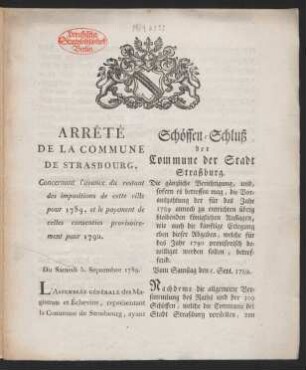 ARRÊTÉ
DE LA COMMUNE
DE STRASBOURG,
Concernant l'avance du restant
des impositions de cette ville
pour 1789, et le payement de
celles consenties provisoire-
ment pour 1790.
Du Samedi 5. Septembre 1789.
L'ASSEMBLÉE GÉNÉRALE des Ma-
gistrats et Échevins, représentant
la Commune de Strasbourg, ayant
Schöffen-Schluß
der
Commune der Stadt
Straßburg.
Die gänzliche Berichtigung, und,
sofern es betreffen mag, die Vor-
auszahlung der für das Jahr
1789 annoch zu entrichten übrig
bleibenden königlichen Auflagen,
wie auch die künftige Erlegung
eben dieser Abgaben, welche für
das Jahr 1790 provisorisch be-
williget worden sollen, betref-
fend.
Vom Samstag den 5. Sept. 1789.
Nachdeme die allgemeine Ver-
sammlung des Raths und der 300
Schöffen, welche die Commune der
Stadt Straßburg vorstellen, von